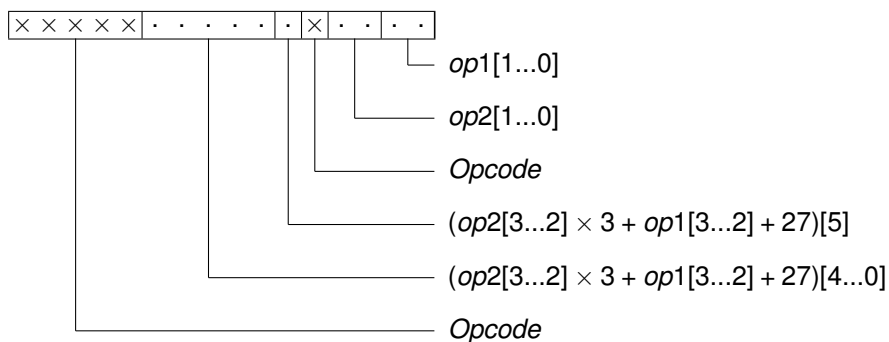 × × × × × · · · · · · × · · · ·
op1[1...0]
op2[1...0]
Opcode
(op2[3...2] × 3 + op1[3...2] + 27)[5]
(op2[3...2] × 3 + op1[3...2] + 27)[4...0]
Opcode